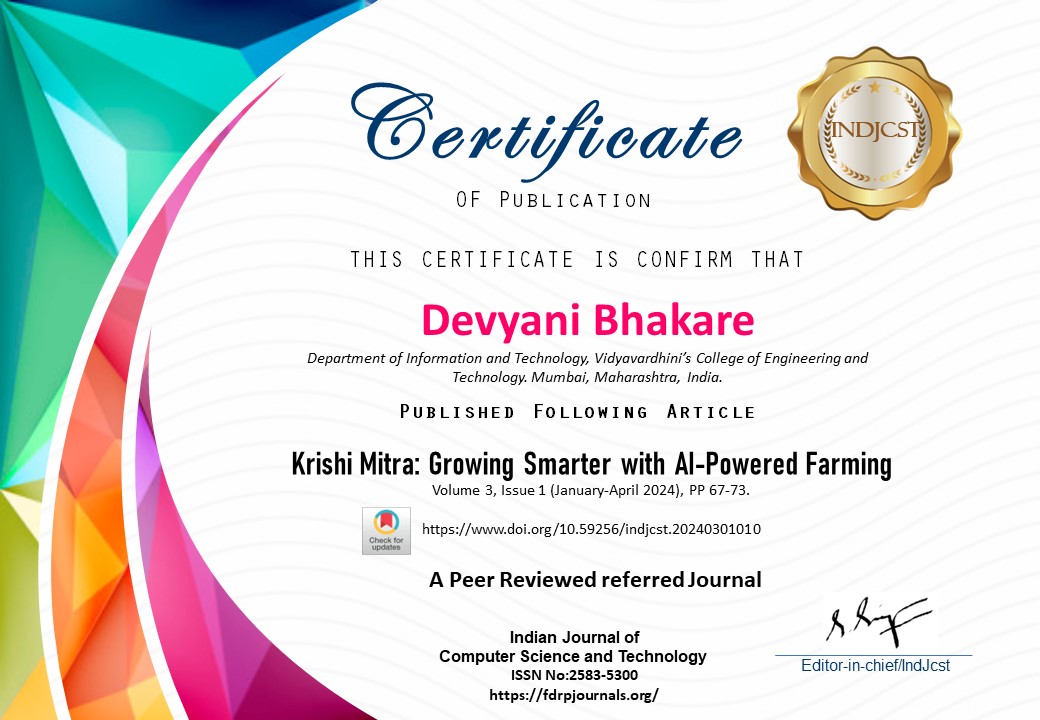 Certificate
INDJCST
OF PUBLICATION
THIS CERTIFICATE IS CONFIRM THAT
Devyani Bhakare
Department of Information and Technology, Vidyavardhini's College of Engineering and
Technology. Mumbai, Maharashtra, India.
PUBLISHED FOLLOWING ARTICLE
Krishi Mitra: Growing Smarter with AI-Powered Farming
Volume 3, Issue 1 (January-April 2024), PP 67-73.
Check for
updates
https://www.doi.org/10.59256/indjcst.20240301010
A Peer Reviewed referred Journal
Indian Journal of
Computer Science and Technology
ISSN No:2583-5300
https://fdrpjournals.org/
Editor-in-chief/IndJcst